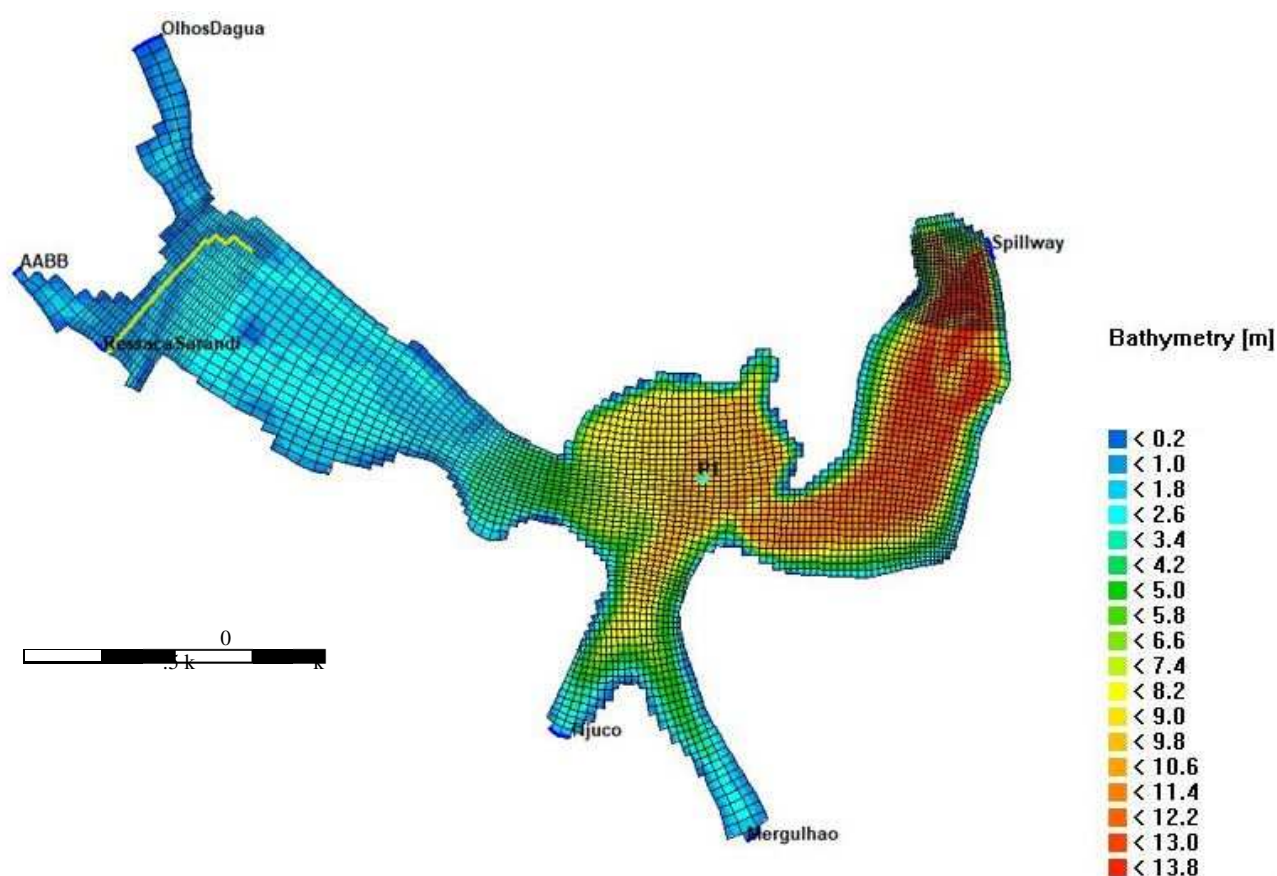 OlhosDagua
AABB
Spillway
RessacaSarandi
Bathymetry [m]
P1
< 0.2
< 1.0
< 1.8
< 2.6
< 3.4
< 4.2
< 5.0
< 5.8
< 6.6
< 7.4
< 8.2
< 9.0
< 9.8
< 10.6
< 11.4
< 12.2
< 13.0
< 13.8
0
.5 k
k
Tijuco
Mergulhao